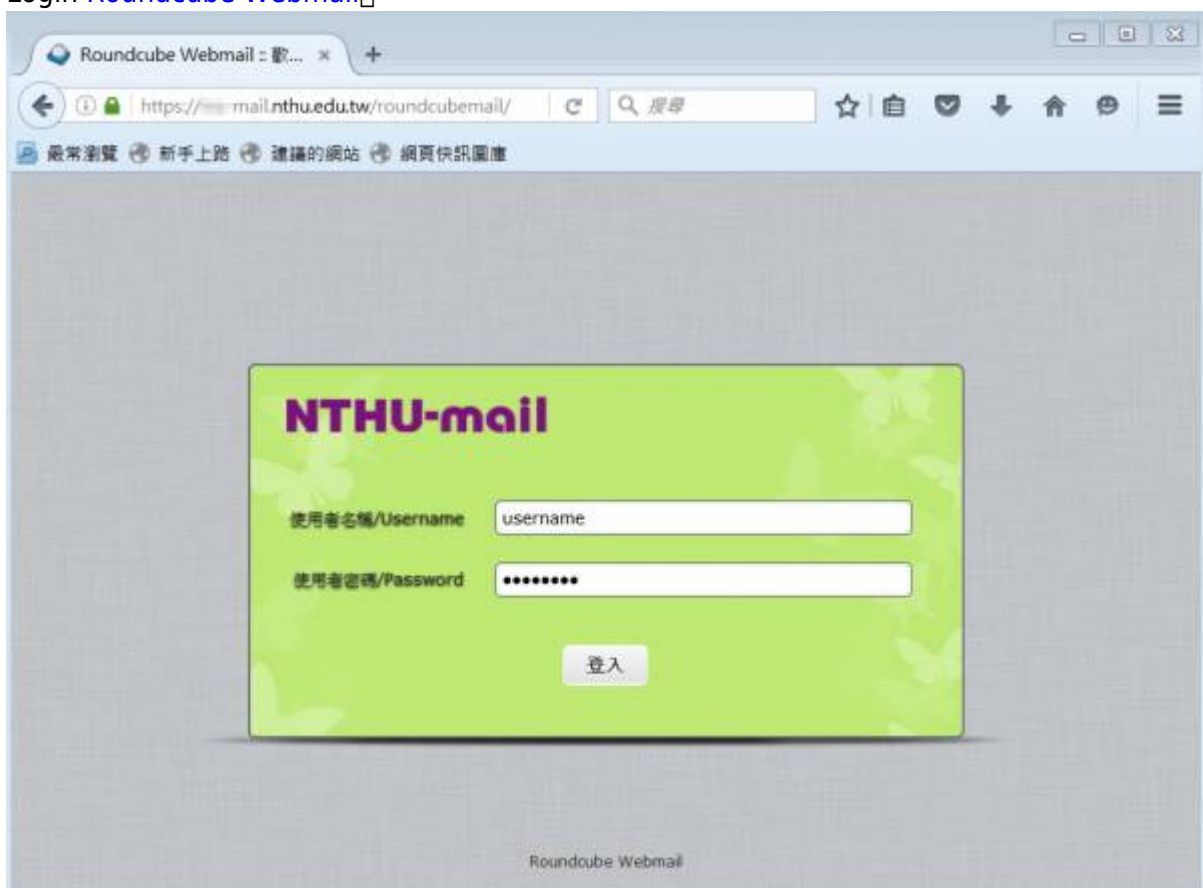 Login Roundcube Webmail
Roundcube Webmail :: 歡... × +
https:// mail.nthu.edu.tw/roundcubemail/ 搜尋
最常瀏覽 新手上路 建議的網站 網頁快訊圖庫
NTHU-mail
使用者名稱/Username username
使用者密碼/Password ••••••••
登入
Roundcube Webmail